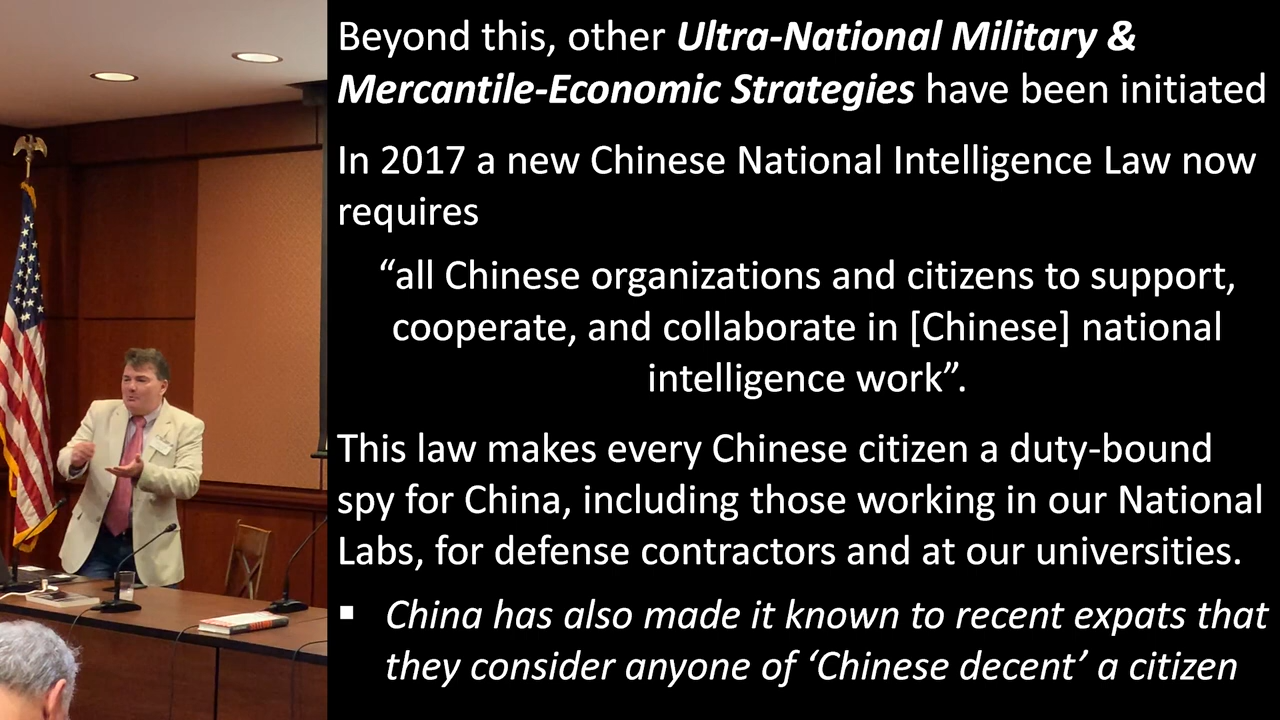 Beyond this, other Ultra-National Military &
Mercantile-Economic Strategies have been initiated
In 2017 a new Chinese National Intelligence Law now
requires
“all Chinese organizations and citizens to support,
cooperate, and collaborate in [Chinese] national
intelligence work”.
This law makes every Chinese citizen a duty-bound
spy for China, including those working in our National
Labs, for defense contractors and at our universities.
▪ China has also made it known to recent expats that
they consider anyone of ‘Chinese decent’ a citizen